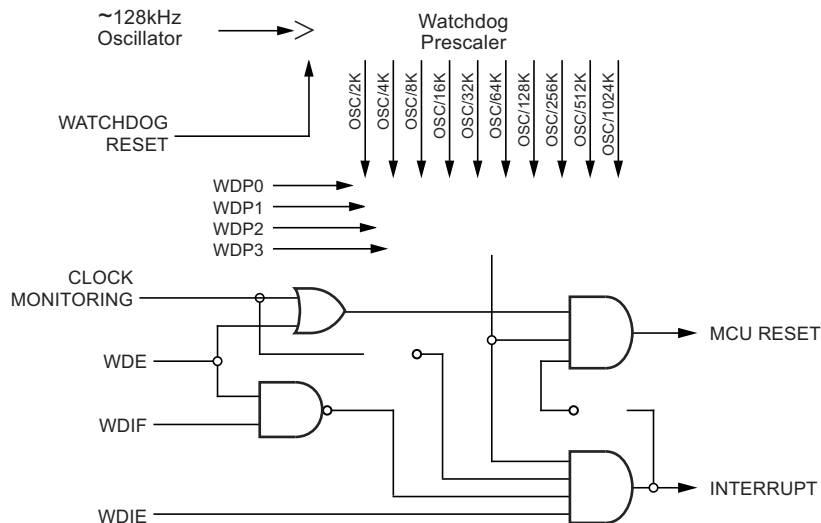 ~128kHz
Oscillator
Watchdog
Prescaler
WATCHDOG
RESET
OSC/2K
OSC/4K
OSC/8K
OSC/16K
OSC/32K
OSC/64K
OSC/128K
OSC/256K
OSC/512K
OSC/1024K
WDP0
WDP1
WDP2
WDP3
CLOCK
MONITORING
WDE
WDIF
WDIE
MCU RESET
INTERRUPT